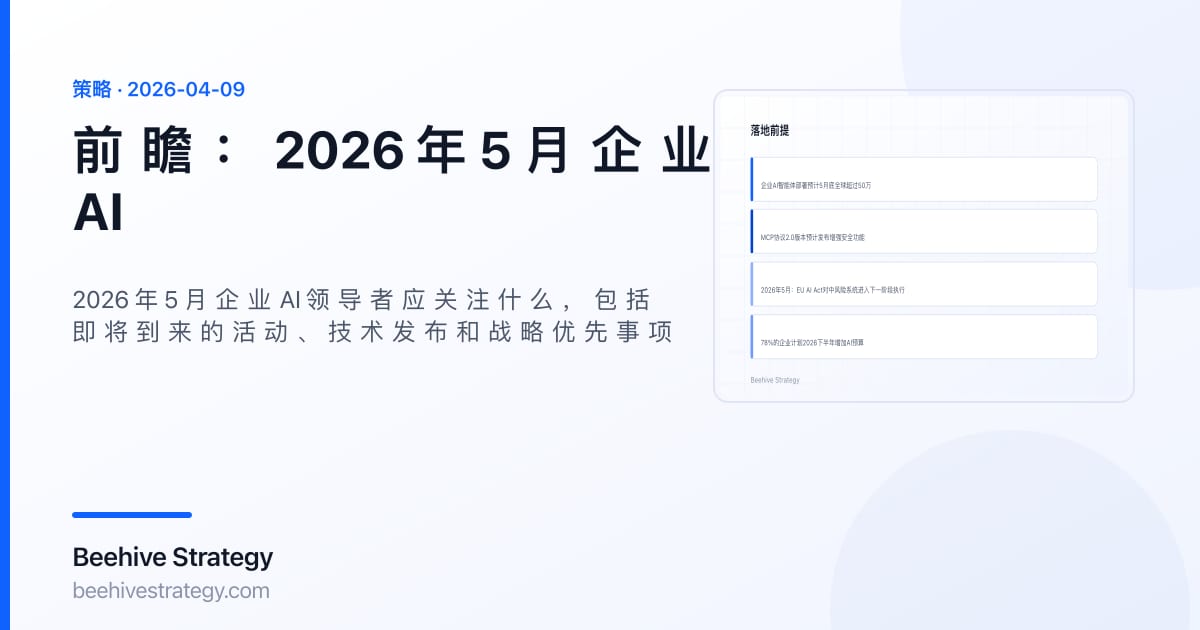 策略 · 2026-04-09
前瞻：2026年5月企业
AI
2026年5月企业AI领导者应关注什么，包括
即将到来的活动、技术发布和战略优先事项
落地前提
企业AI智能体部署预计5月底全球超过50万
MCP协议2.0版本预计发布增强安全功能
2026年5月：EU AI Act对中风险系统进入下一阶段执行
78%的企业计划2026下半年增加AI预算
Beehive Strategy
Beehive Strategy
beehivestrategy.com